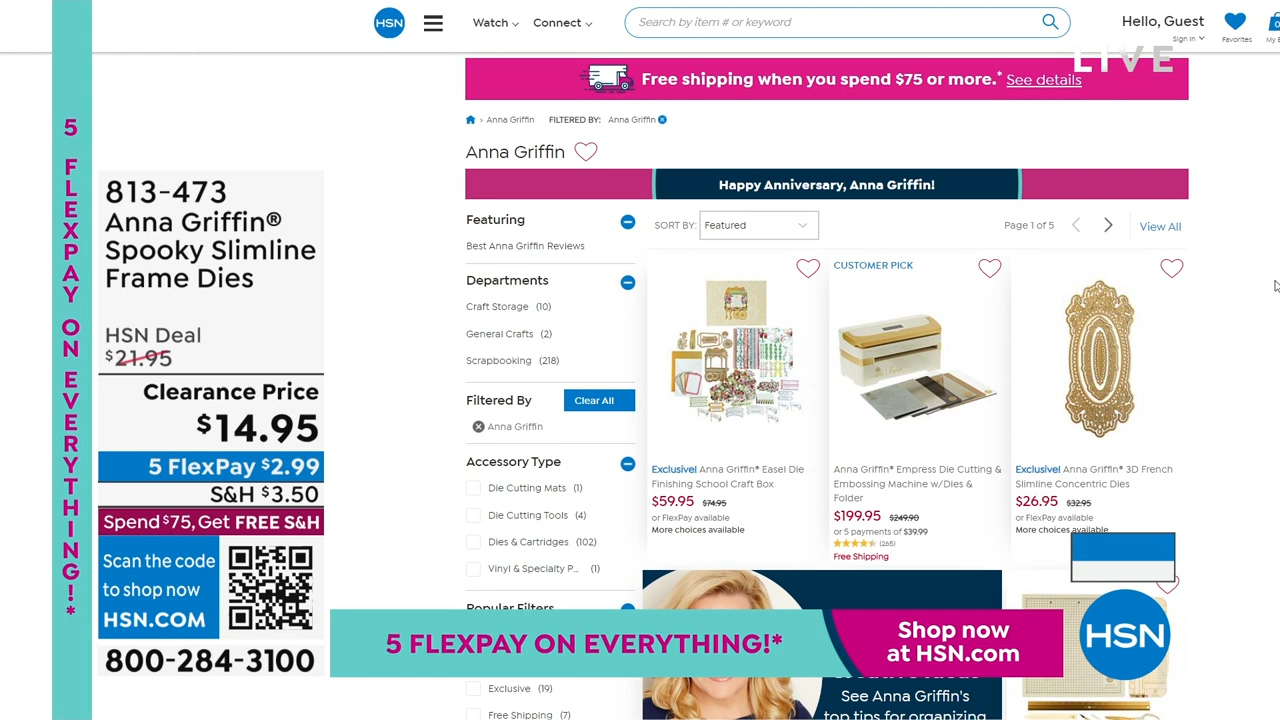 HSN
Watch
Connect
Search by item # or keyword
Hello, Guest
Sign In
Favorites
0
LIVE
Free shipping when you spend $75 or more.* See details
> Anna Griffin FILTERED BY: Anna Griffin
Anna Griffin
Happy Anniversary, Anna Griffin!
5 FLEXPAY ON EVERYTHING!*
813-473
Anna Griffin®
Spooky Slimline
Frame Dies
HSN Deal
$21.95
Clearance Price
$14.95
5 FlexPay $2.99
S&H $3.50
Spend $75, Get FREE S&H
Scan the code
to shop now
HSN.COM
800-284-3100
Featuring
Best Anna Griffin Reviews
Departments
Craft Storage (10)
General Crafts (2)
Scrapbooking (218)
Filtered By Clear All
Anna Griffin
Accessory Type
Die Cutting Mats (1)
Die Cutting Tools (4)
Dies & Cartridges (102)
Vinyl & Specialty P... (1)
Popular Filters
Exclusive (19)
Free Shipping (7)
SORT BY: Featured
Page 1 of 5
View All
Exclusive! Anna Griffin® Easel Die
Finishing School Craft Box
$59.95 $74.95
or FlexPay available
More choices available
CUSTOMER PICK
Anna Griffin® Empress Die Cutting &
Embossing Machine w/Dies &
Folder
$199.95 $249.90
or 5 payments of $39.99
(265)
Free Shipping
Exclusive! Anna Griffin® 3D French
Slimline Concentric Dies
$26.95 $32.95
or FlexPay available
More choices available
See Anna Griffin's
top tips for organizing
5 FLEXPAY ON EVERYTHING!*
Shop now
at HSN.com
HSN